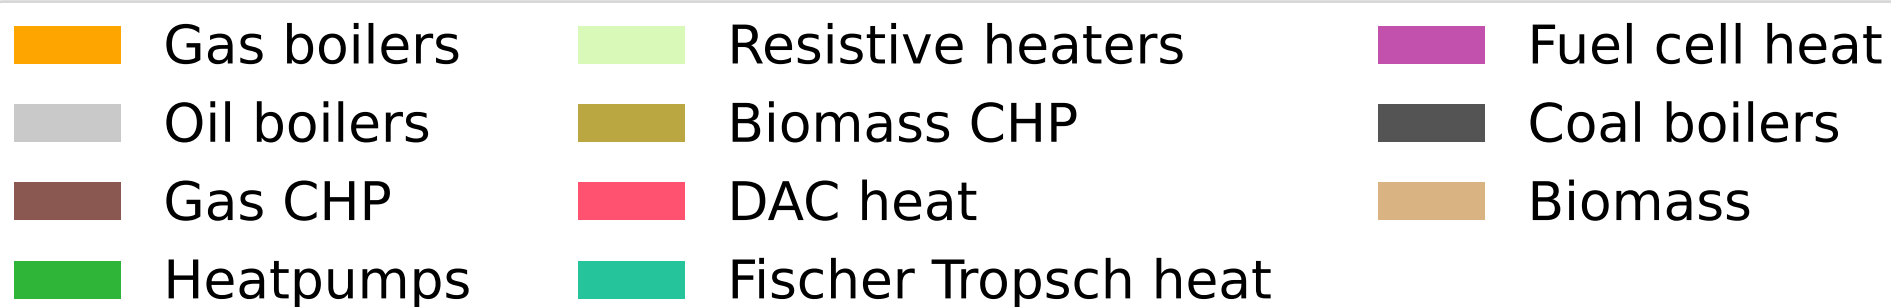 Gas boilers
Oil boilers
Gas CHP
Heatpumps
Resistive heaters
Biomass CHP
DAC heat
Fischer Tropsch heat
Fuel cell heat
Coal boilers
Biomass